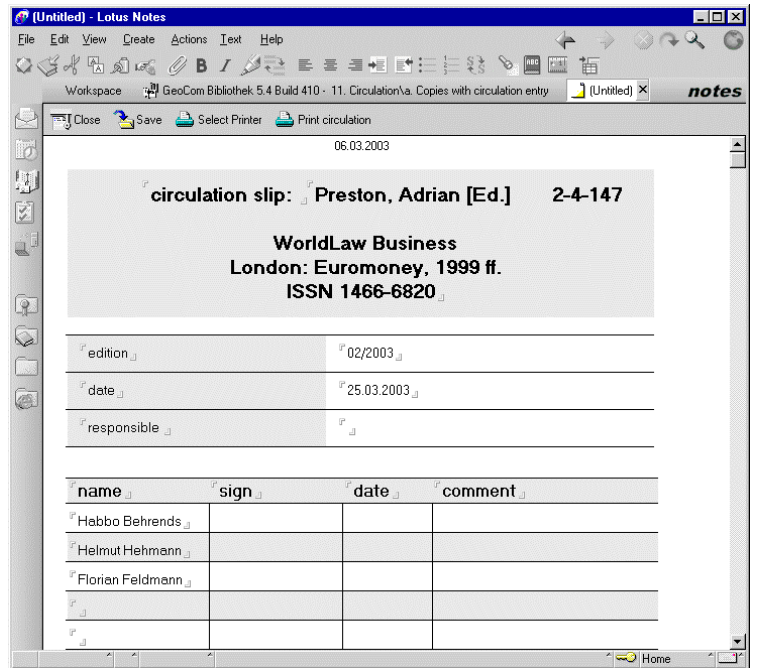 (Untitled) - Lotus Notes
File Edit View Create Actions Text Help
Workspace GeoCom Bibliothek 5.4 Build 410 - 11. Circulation\a. Copies with circulation entry (Untitled) notes
Close Save Select Printer Print circulation
06.03.2003
circulation slip: Preston, Adrian [Ed.] 2-4-147
WorldLaw Business
London: Euromoney, 1999 ff.
ISSN 1466-6820
edition 02/2003
date 25.03.2003
responsible
name sign date comment
Habbo Behrends
Helmut Hehmann
Florian Feldmann
Home